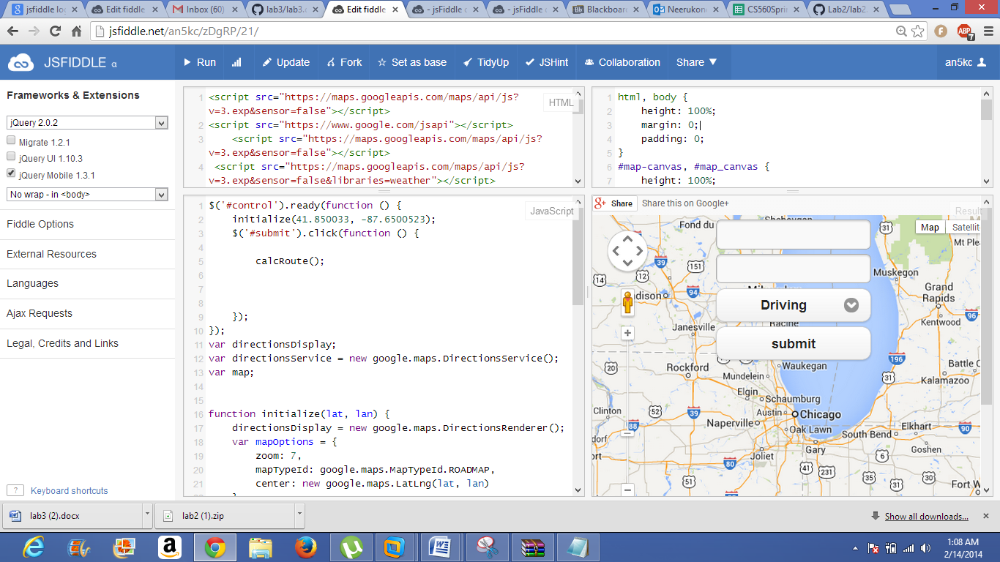 jsfiddle log
Edit fiddle
Inbox (60)
lab3/lab3.
Edit fiddle
- jsFiddle
- jsFiddle
Blackboard
Neerukon
CS560Sprin
Lab2/lab2
jsfiddle.net/an5kc/zDgRP/21/
ABP
7
JSFIDDLE α
Run
Update
Fork
Set as base
TidyUp
JSHint
Collaboration
Share
an5kc
Frameworks & Extensions
jQuery 2.0.2
Migrate 1.2.1
jQuery UI 1.10.3
jQuery Mobile 1.3.1
No wrap - in <body>
Fiddle Options
External Resources
Languages
Ajax Requests
Legal, Credits and Links
? Keyboard shortcuts
HTML
1 <script src="https://maps.googleapis.com/maps/api/js?
v=3.exp&sensor=false"></script>
2 <script src="https://www.google.com/jsapi"></script>
3 <script src="https://maps.googleapis.com/maps/api/js?
v=3.exp&sensor=false"></script>
4 <script src="https://maps.googleapis.com/maps/api/js?
v=3.exp&sensor=false&libraries=weather"></script>
1 html, body {
2 height: 100%;
3 margin: 0;
4 padding: 0;
5 }
6 #map-canvas, #map_canvas {
7 height: 100%;
JavaScript
1 $('#control').ready(function () {
2 initialize(41.850033, -87.6500523);
3 $('#submit').click(function () {
4
5 calcRoute();
6
7
8
9 });
10 });
11 var directionsDisplay;
12 var directionsService = new google.maps.DirectionsService();
13 var map;
14
15
16 function initialize(lat, lan) {
17 directionsDisplay = new google.maps.DirectionsRenderer();
18 var mapOptions = {
19 zoom: 7,
20 mapTypeId: google.maps.MapTypeId.ROADMAP,
21 center: new google.maps.LatLng(lat, lan)
g+ Share Share this on Google+
Result
Sheboygan
Fond du
31
Map
Satellite
Mt Plea
39
151
Muskegon
14
12
Grand
Rapids
94
dison
Driving
96
Kentwood
Racine
Janesville
submit
196
Waukegan
Battle C
20
Rockford
Mundelein
31
Kalamazoo
Elgin
Schaumburg
Clinton
52
39
Austin
Chicago
88
Naperville
Oak Lawn
Elkhart
90
dorf
South Bend
Gary
Goshen
Joliet
6
80
41
231
35
51
31
30
Fort W
lab3 (2).docx
lab2 (1).zip
Show all downloads...
1:08 AM
2/14/2014